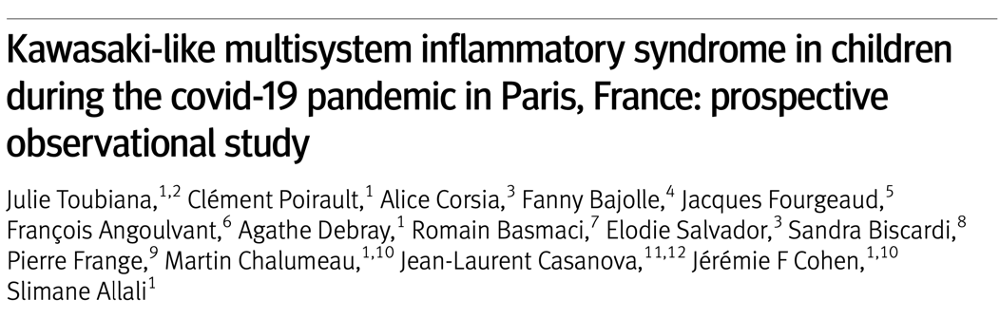 Kawasaki-like multisystem inflammatory syndrome in children
during the covid-19 pandemic in Paris, France: prospective
observational study
Julie Toubiana,1,2 Clément Poirault,1 Alice Corsia,3 Fanny Bajolle,4 Jacques Fourgeaud,5
François Angoulvant,6 Agathe Debray,1 Romain Basmaci,7 Elodie Salvador,3 Sandra Biscardi,8
Pierre Frange,9 Martin Chalumeau,1,10 Jean-Laurent Casanova,11,12 Jérémie F Cohen,1,10
Slimane Allali1